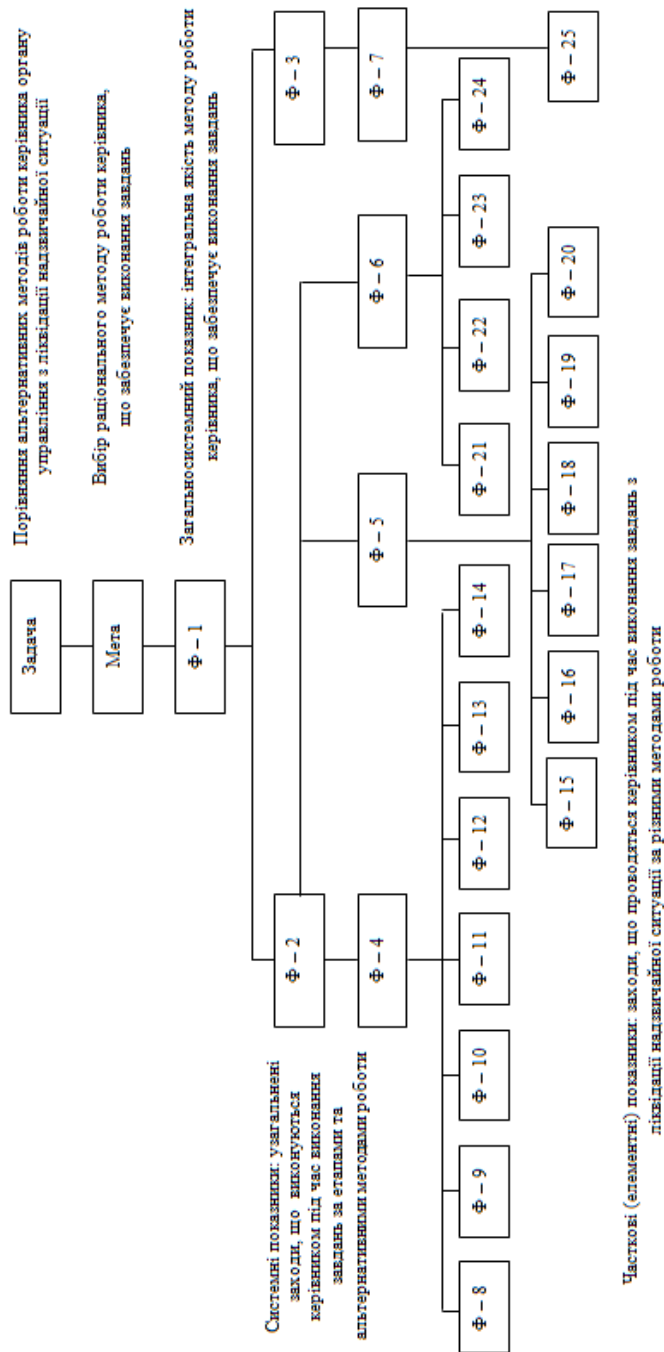 Задача
Порівняння альтернативних методів роботи керівника органу
управління з ліквідації надзвичайної ситуації
Мета
Вибір раціонального методу роботи керівника,
що забезпечує виконання завдань
Ф – 1
Загальносистемний показник: інтегральна якість методу роботи
керівника, що забезпечує виконання завдань
Системні показники: узагальнені
заходи, що виконуються
керівником під час виконання
завдань за етапами та
альтернативними методами роботи
Ф – 2
Ф – 3
Ф – 4
Ф – 5
Ф – 6
Ф – 7
Ф – 8
Ф – 9
Ф – 10
Ф – 11
Ф – 12
Ф – 13
Ф – 14
Ф – 21
Ф – 22
Ф – 23
Ф – 24
Ф – 15
Ф – 16
Ф – 17
Ф – 18
Ф – 19
Ф – 20
Ф – 25
Часткові (елементні) показники: заходи, що проводяться керівником під час виконання завдань з
ліквідації надзвичайної ситуації за різними методами роботи